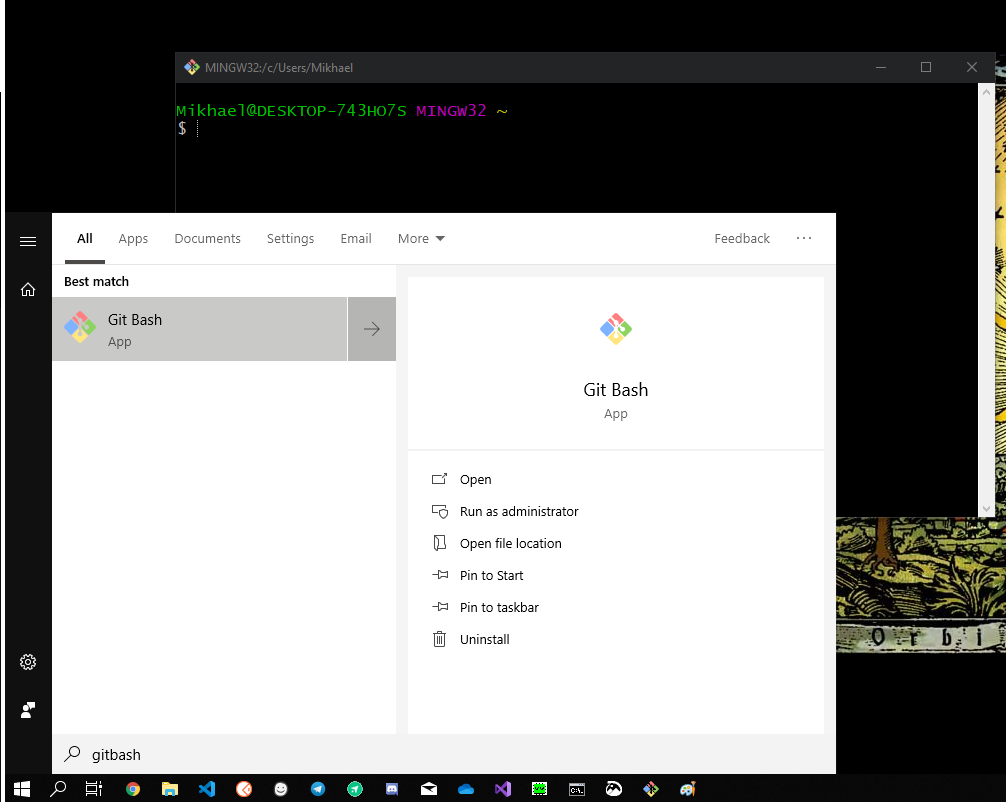 MINGW32:/c/Users/Mikhael
Mikhael@DESKTOP-743HO7S MINGW32 ~
$
All Apps Documents Settings Email More Feedback ...
Best match
Git Bash
App
Git Bash
App
Open
Run as administrator
Open file location
Pin to Start
Pin to taskbar
Uninstall
Orbi
gitbash